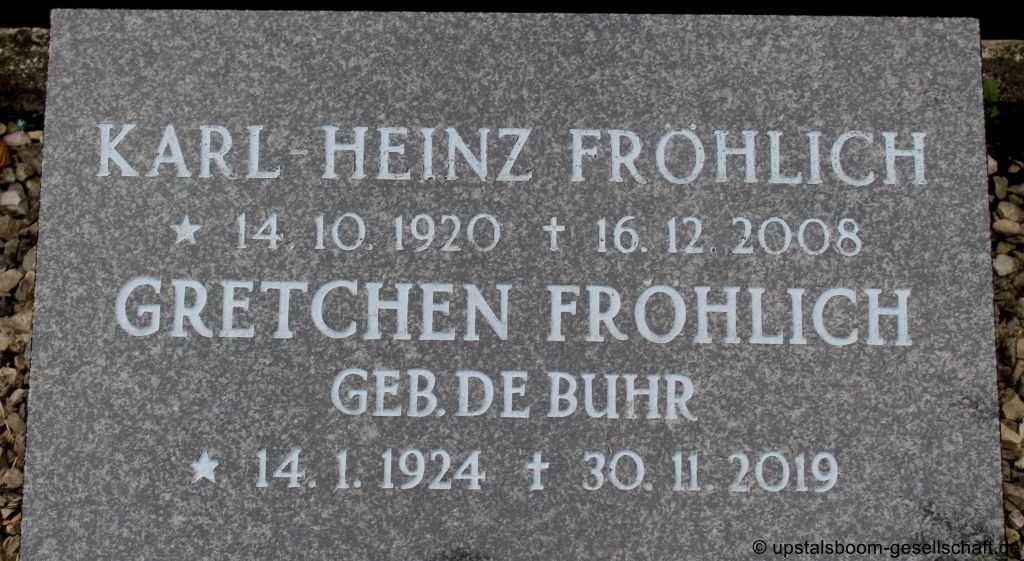 KARL-HEINZ FRÖHLICH
★ 14. 10. 1920 ✝ 16. 12. 2008
GRETCHEN FRÖHLICH
GEB. DE BUHR
★ 14. 1. 1924 ✝ 30. 11. 2019
© upstalsboom-gesellschaft.de